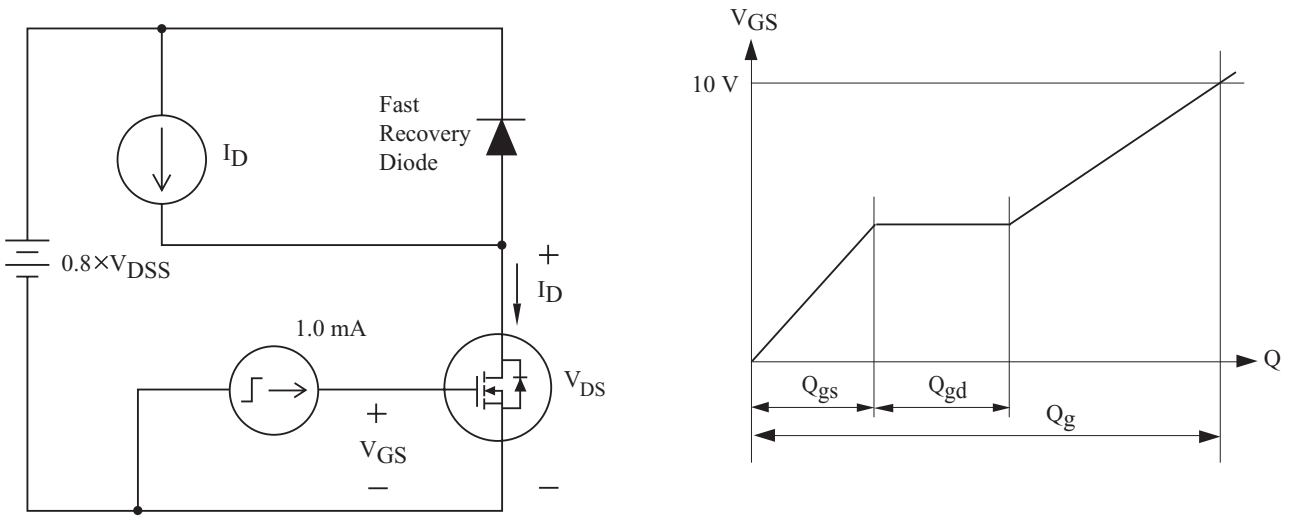 Fast
Recovery
Diode
I_D
0.8×V_DSS
+
I_D
1.0 mA
+
V_GS
−
V_DS
−
V_GS
10 V
Q
Q_gs
Q_gd
Q_g